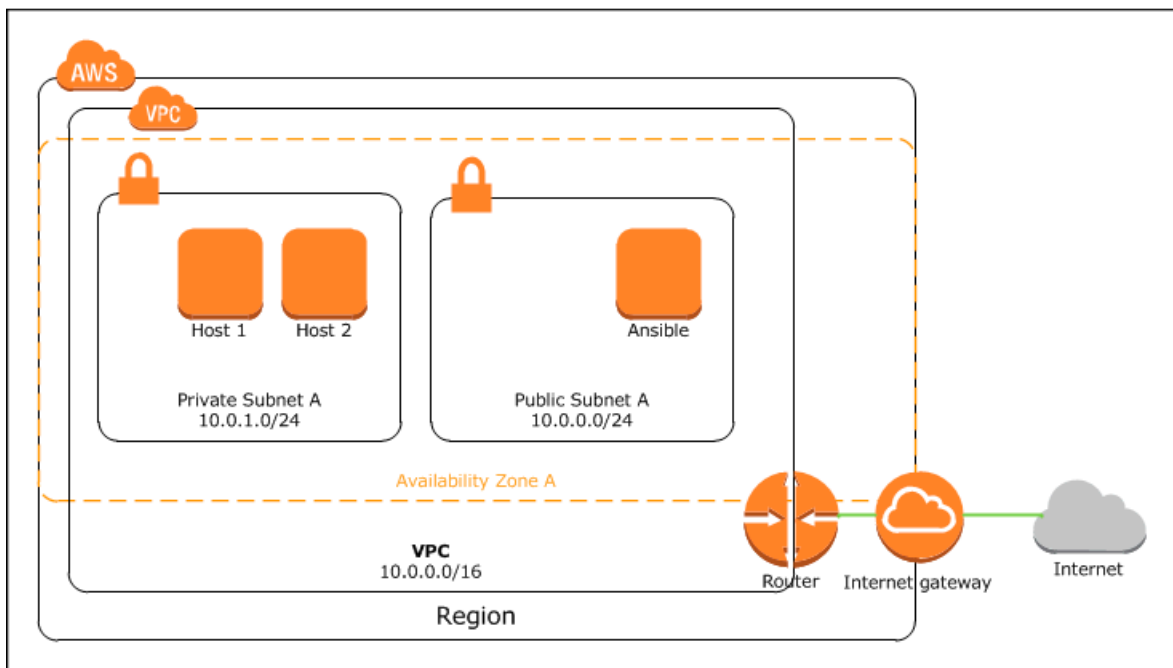 AWS
VPC
Host 1
Host 2
Ansible
Private Subnet A
10.0.1.0/24
Public Subnet A
10.0.0.0/24
Availability Zone A
VPC
10.0.0.0/16
Router
Internet gateway
Internet
Region